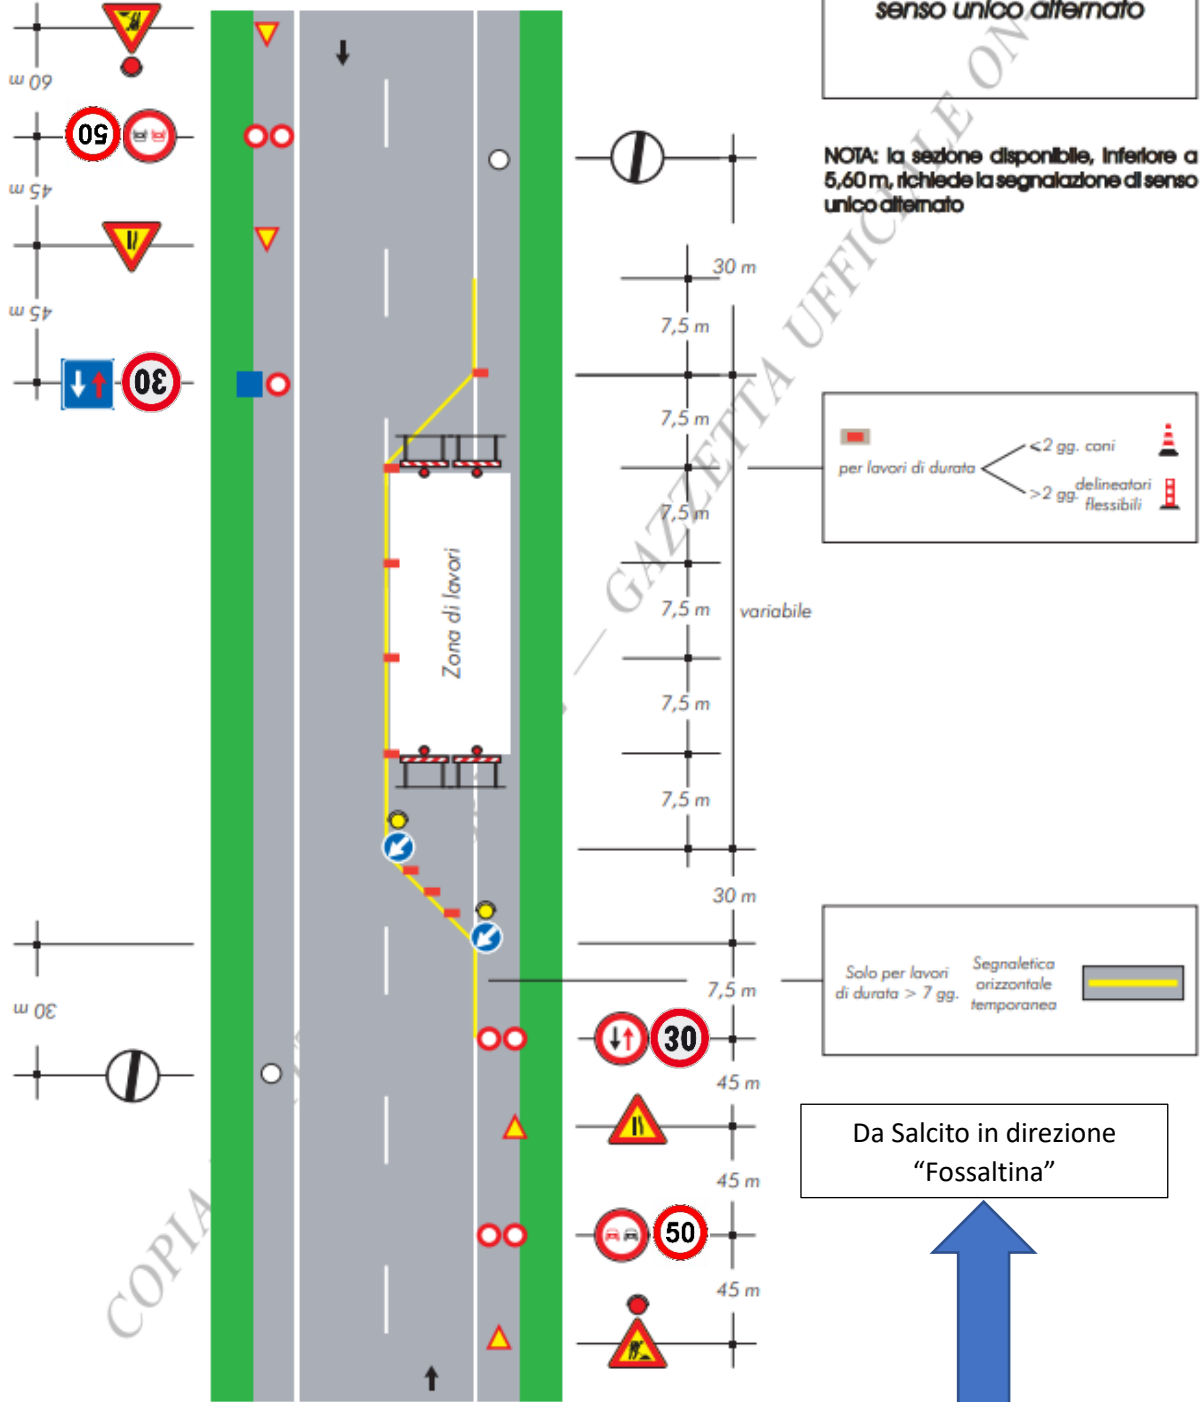 senso unico alternato
NOTA: la sezione disponibile, inferiore a
5,60 m, richiede la segnalazione di senso
unico alternato
60 m
50
45 m
45 m
30
30 m
7,5 m
7,5 m
7,5 m
7,5 m
7,5 m
7,5 m
variabile
30 m
7,5 m
per lavori di durata
<2 gg. coni
>2 gg. delineatori
flessibili
Zona di lavori
Solo per lavori
di durata > 7 gg.
Segnaletica
orizzontale
temporanea
30 m
30
45 m
45 m
50
45 m
Da Salcito in direzione
“Fossaltina”
COPIA
— GAZZETTA UFFICIALE ON